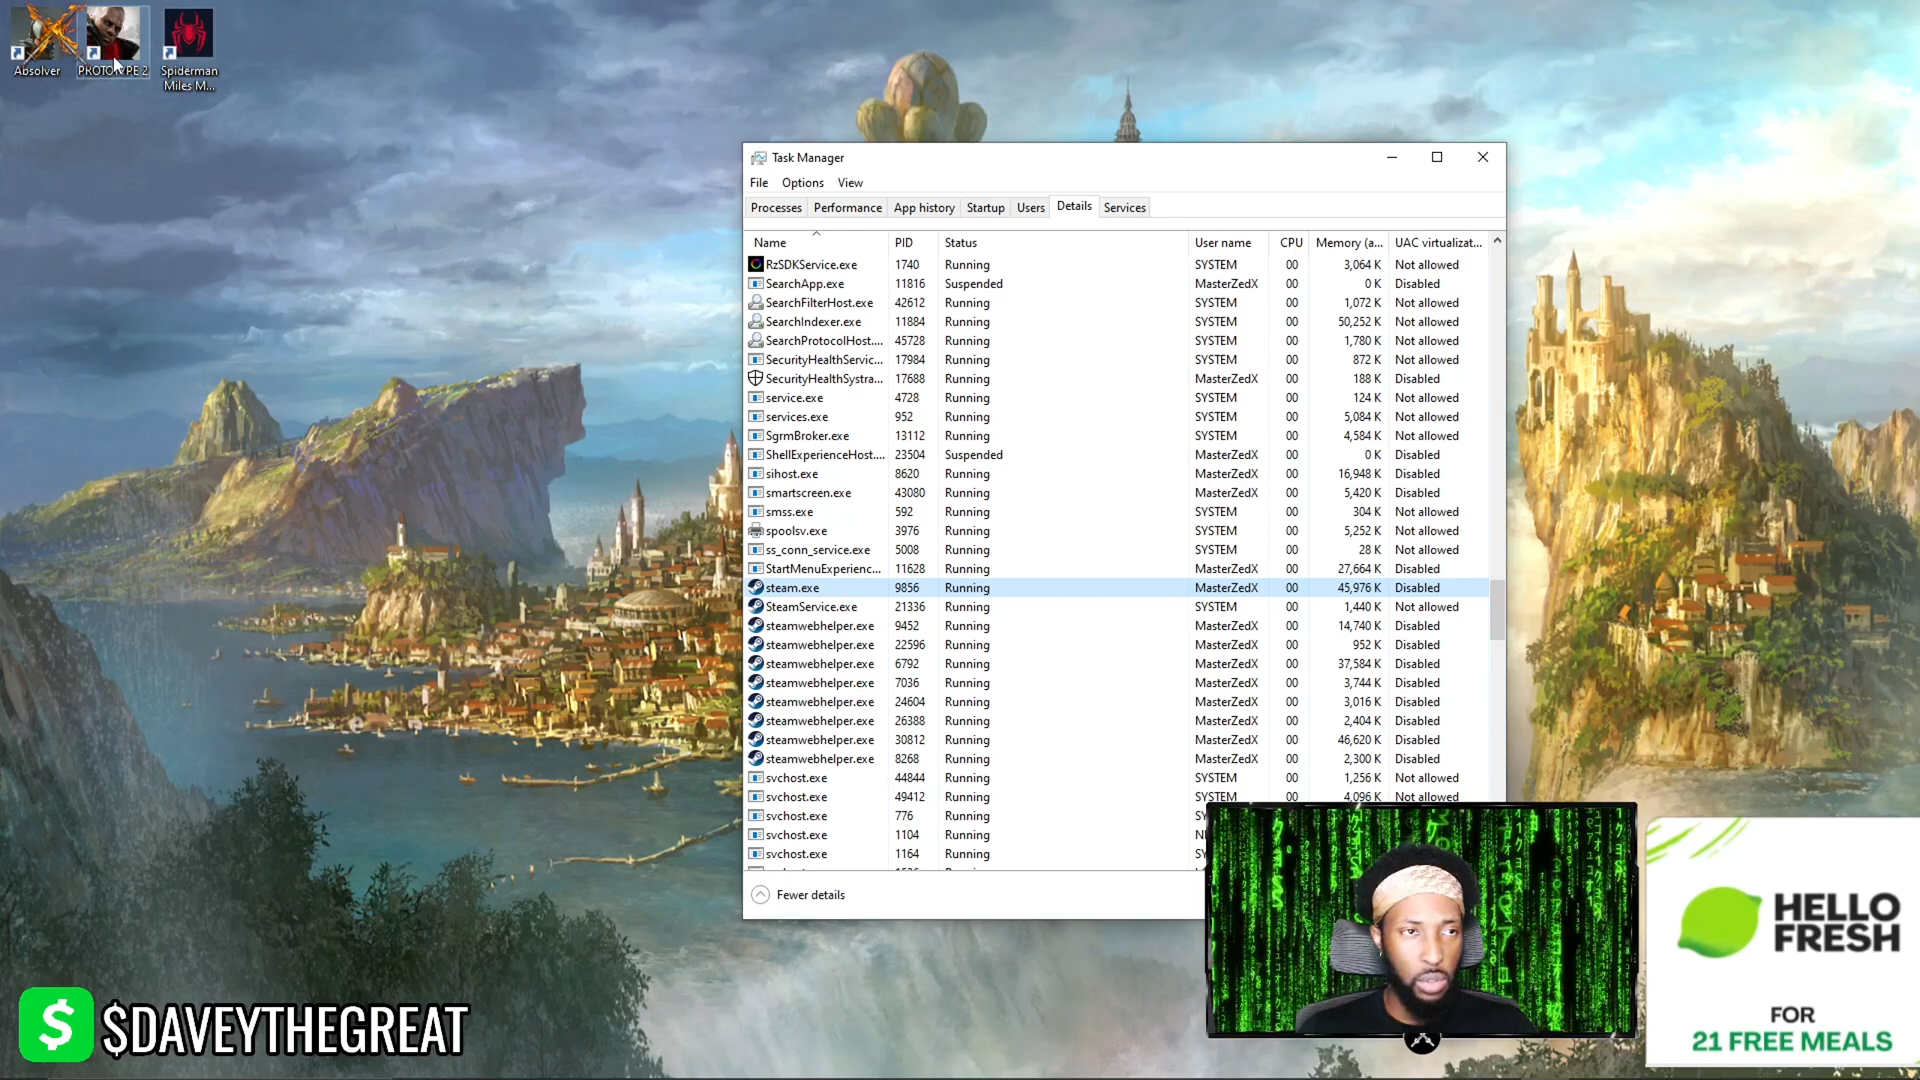 Absolver
PROTOTYPE 2
Spiderman
Miles M...
Task Manager
File Options View
Processes Performance App history Startup Users Details Services
Name PID Status User name CPU Memory (a... UAC virtualizat...
RzSDKService.exe 1740 Running SYSTEM 00 3,064 K Not allowed
SearchApp.exe 11816 Suspended MasterZedX 00 0 K Disabled
SearchFilterHost.exe 42612 Running SYSTEM 00 1,072 K Not allowed
SearchIndexer.exe 11884 Running SYSTEM 00 50,252 K Not allowed
SearchProtocolHost.... 45728 Running SYSTEM 00 1,780 K Not allowed
SecurityHealthServic... 17984 Running SYSTEM 00 872 K Not allowed
SecurityHealthSystra... 17688 Running MasterZedX 00 188 K Disabled
service.exe 4728 Running SYSTEM 00 124 K Not allowed
services.exe 952 Running SYSTEM 00 5,084 K Not allowed
SgrmBroker.exe 13112 Running SYSTEM 00 4,584 K Not allowed
ShellExperienceHost.... 23504 Suspended MasterZedX 00 0 K Disabled
sihost.exe 8620 Running MasterZedX 00 16,948 K Disabled
smartscreen.exe 43080 Running MasterZedX 00 5,420 K Disabled
smss.exe 592 Running SYSTEM 00 304 K Not allowed
spoolsv.exe 3976 Running SYSTEM 00 5,252 K Not allowed
ss_conn_service.exe 5008 Running SYSTEM 00 28 K Not allowed
StartMenuExperienc... 11628 Running MasterZedX 00 27,664 K Disabled
steam.exe 9856 Running MasterZedX 00 45,976 K Disabled
SteamService.exe 21336 Running SYSTEM 00 1,440 K Not allowed
steamwebhelper.exe 9452 Running MasterZedX 00 14,740 K Disabled
steamwebhelper.exe 22596 Running MasterZedX 00 952 K Disabled
steamwebhelper.exe 6792 Running MasterZedX 00 37,584 K Disabled
steamwebhelper.exe 7036 Running MasterZedX 00 3,744 K Disabled
steamwebhelper.exe 24604 Running MasterZedX 00 3,016 K Disabled
steamwebhelper.exe 26388 Running MasterZedX 00 2,404 K Disabled
steamwebhelper.exe 30812 Running MasterZedX 00 46,620 K Disabled
steamwebhelper.exe 8268 Running MasterZedX 00 2,300 K Disabled
svchost.exe 44844 Running SYSTEM 00 1,256 K Not allowed
svchost.exe 49412 Running SYSTEM 00 4,096 K Not allowed
svchost.exe 776 Running
svchost.exe 1104 Running
svchost.exe 1164 Running
Fewer details
$ $DAVEYTHEGREAT
HELLO
FRESH
FOR
21 FREE MEALS